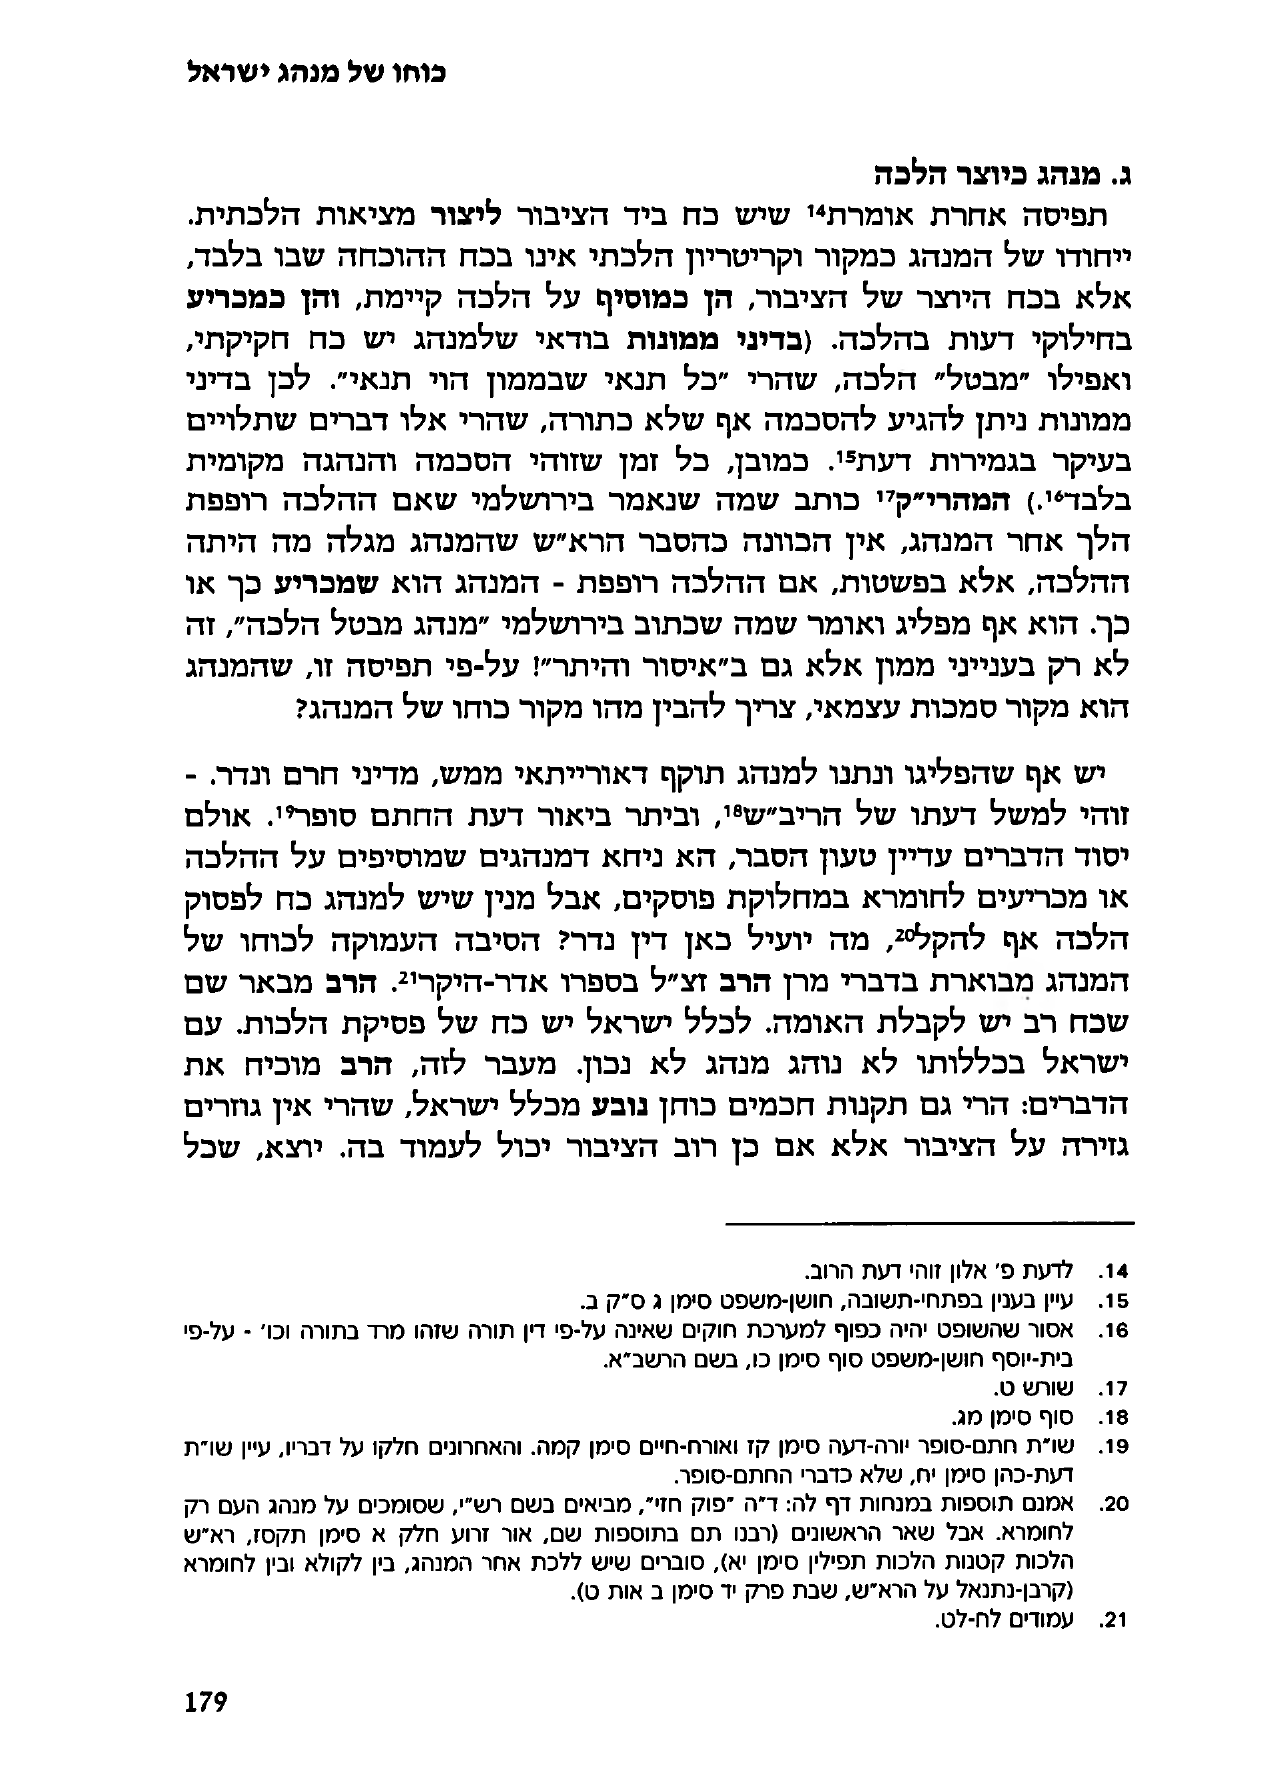 כוחו של מנהג ישראל
ג. מנהג כיוצר הלכה
תפיסה אחרת אומרת14 שיש כח ביד הציבור ליצור מציאות הלכתית.
ייחודו של המנהג כמקור וקריטריון הלכתי אינו בכח ההוכחה שבו בלבד,
אלא בכח היוצר של הציבור, הן כמוסיף על הלכה קיימת, והן כמכריע
בחילוקי דעות בהלכה. (בדיני ממונות בודאי שלמנהג יש כח חקיקתי,
ואפילו "מבטל" הלכה, שהרי "כל תנאי שבממון הוי תנאי". לכן בדיני
ממונות ניתן להגיע להסכמה אף שלא כתורה, שהרי אלו דברים שתלויים
בעיקר בגמירות דעת15. כמובן, כל זמן שזוהי הסכמה והנהגה מקומית
בלבד16.) המהרי"ק17 כותב שמה שנאמר בירושלמי שאם ההלכה רופפת
הלך אחר המנהג, אין הכוונה כהסבר הרא"ש שהמנהג מגלה מה היתה
ההלכה, אלא בפשטות, אם ההלכה רופפת - המנהג הוא שמכריע כך או
כך. הוא אף מפליג ואומר שמה שכתוב בירושלמי "מנהג מבטל הלכה", זה
לא רק בענייני ממון אלא גם ב"איסור והיתר"! על-פי תפיסה זו, שהמנהג
הוא מקור סמכות עצמאי, צריך להבין מהו מקור כוחו של המנהג?
יש אף שהפליגו ונתנו למנהג תוקף דאורייתאי ממש, מדיני חרם ונדר. -
זוהי למשל דעתו של הריב"ש18, וביתר ביאור דעת החתם סופר19. אולם
יסוד הדברים עדיין טעון הסבר, הא ניחא דמנהגים שמוסיפים על ההלכה
או מכריעים לחומרא במחלוקת פוסקים, אבל מנין שיש למנהג כח לפסוק
הלכה אף להקל20, מה יועיל כאן דין נדר? הסיבה העמוקה לכוחו של
המנהג מבוארת בדברי מרן הרב זצ"ל בספרו אדר-היקר21. הרב מבאר שם
שכח רב יש לקבלת האומה. לכלל ישראל יש כח של פסיקת הלכות. עם
ישראל בכללותו לא נוהג מנהג לא נכון. מעבר לזה, הרב מוכיח את
הדברים: הרי גם תקנות חכמים כוחן נובע מכלל ישראל, שהרי אין גוזרים
גזירה על הציבור אלא אם כן רוב הציבור יכול לעמוד בה. יוצא, שכל
14. לדעת פ' אלון זוהי דעת הרוב.
15. עיין בענין בפתחי-תשובה, חושן-משפט סימן ג ס"ק ב.
16. אסור שהשופט יהיה כפוף למערכת חוקים שאינה על-פי דין תורה שזהו מרד בתורה וכו' - על-פי
בית-יוסף חושן-משפט סוף סימן כו, בשם הרשב"א.
17. שורש ט.
18. סוף סימן מג.
19. שו"ת חתם-סופר יורה-דעה סימן קז ואורח-חיים סימן קמה. והאחרונים חלקו על דבריו, עיין שו"ת
דעת-כהן סימן יח, שלא כדברי החתם-סופר.
20. אמנם תוספות במנחות דף לה: ד"ה "פוק חזי", מביאים בשם רש"י, שסומכים על מנהג העם רק
לחומרא. אבל שאר הראשונים (רבנו תם בתוספות שם, אור זרוע חלק א סימן תקסז, רא"ש
הלכות קטנות הלכות תפילין סימן יא), סוברים שיש ללכת אחר המנהג, בין לקולא ובין לחומרא
(קרבן-נתנאל על הרא"ש, שבת פרק יד סימן ב אות ט).
21. עמודים לח-לט.
179